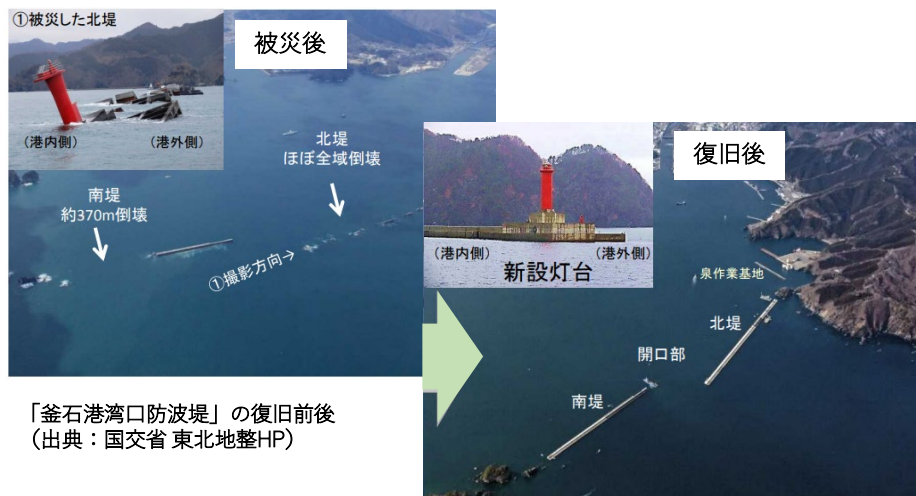 ①被災した北堤
（港内側）
（港外側）
被災後
北堤
ほぼ全域倒壊
南堤
約370m倒壊
①撮影方向→
復旧後
（港内側）
（港外側）
新設灯台
泉作業基地
北堤
開口部
南堤
「釜石港湾口防波堤」の復旧前後
（出典：国交省 東北地整HP）